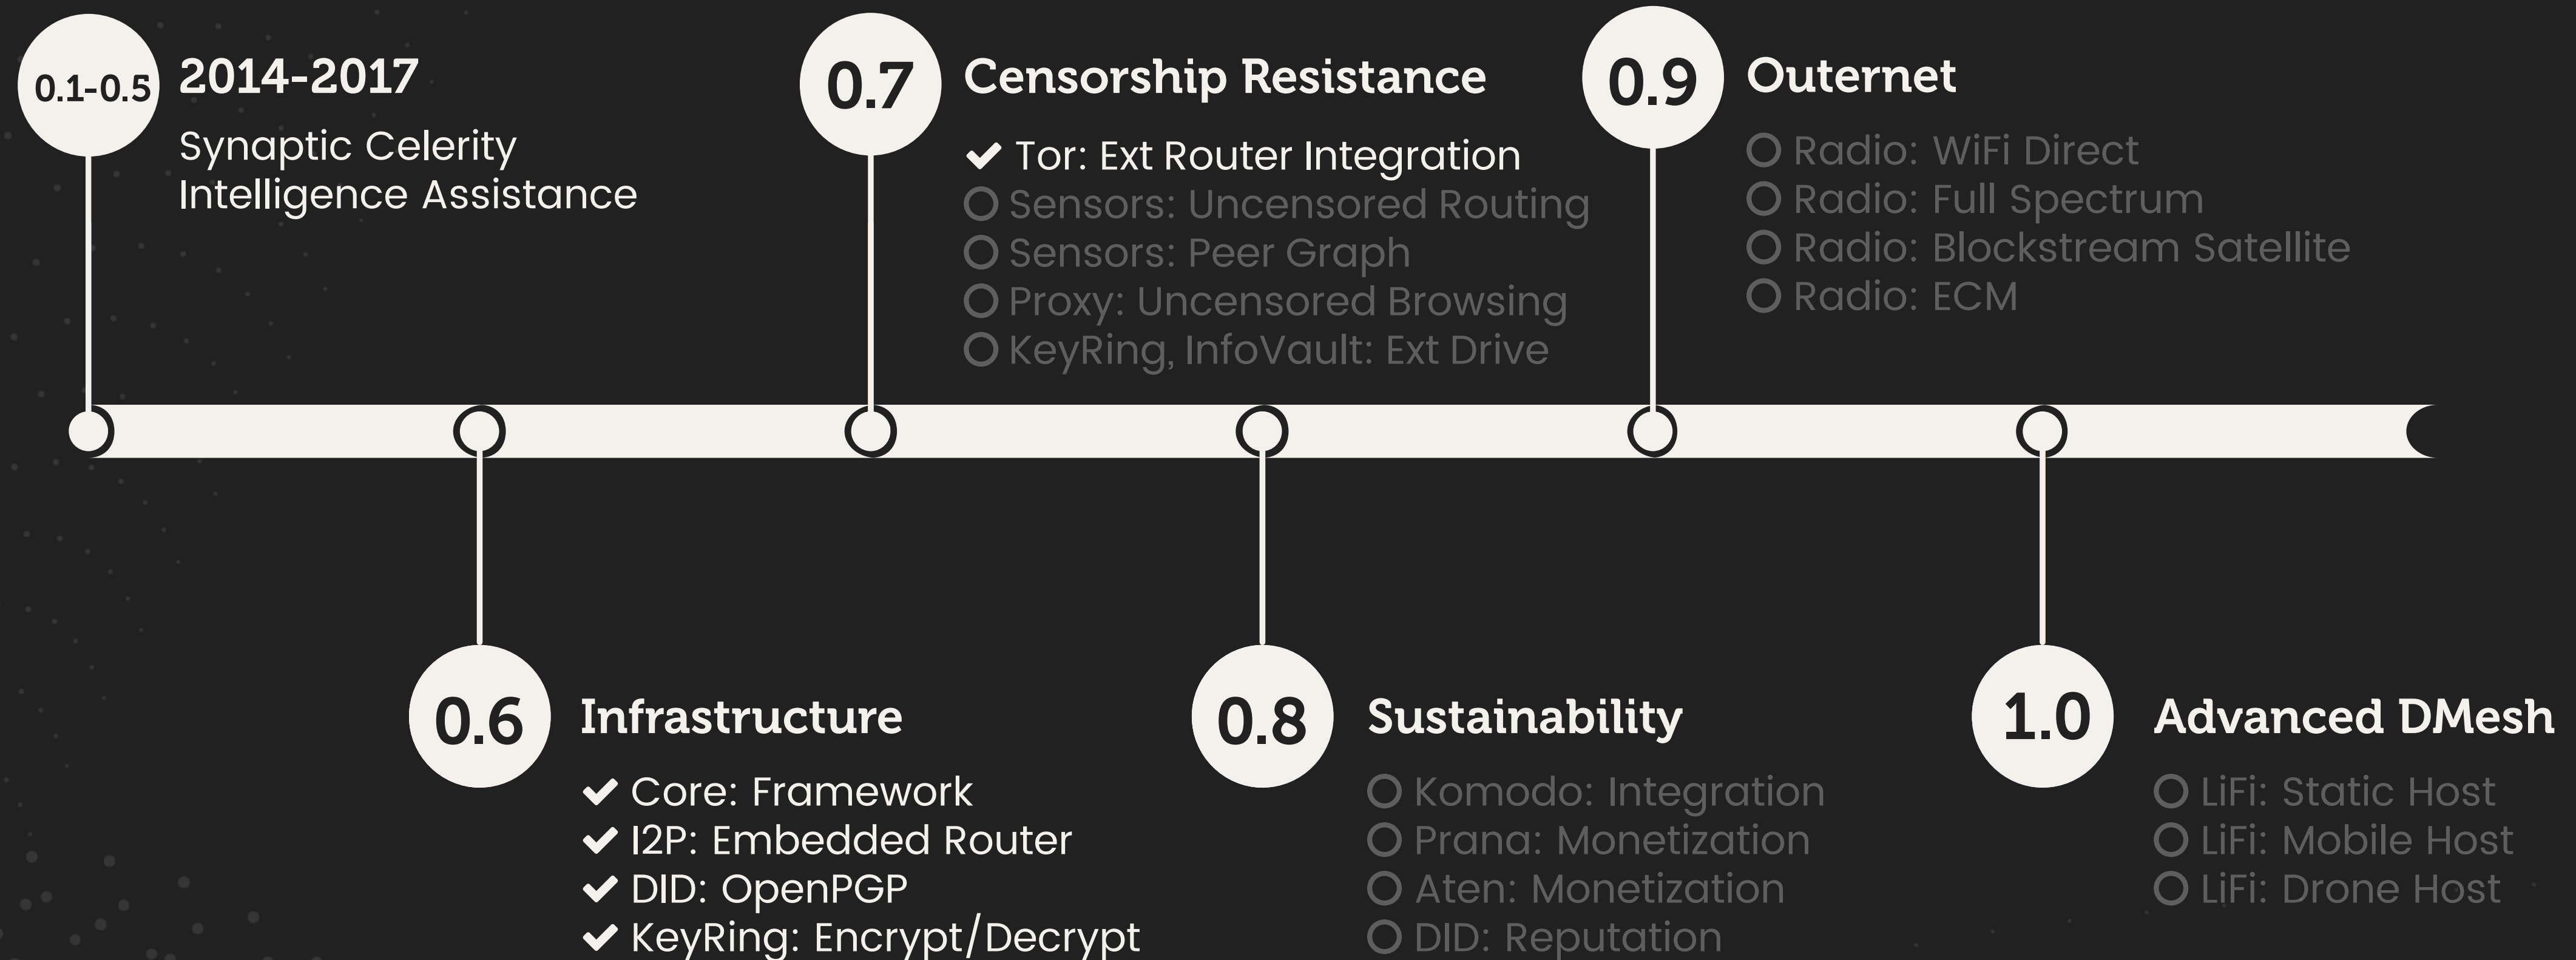 0.1-0.5
2014-2017
Synaptic Celerity
Intelligence Assistance
0.7
Censorship Resistance
Tor: Ext Router Integration
Sensors: Uncensored Routing
Sensors: Peer Graph
Proxy: Uncensored Browsing
KeyRing, InfoVault: Ext Drive
0.9
Outernet
Radio: WiFi Direct
Radio: Full Spectrum
Radio: Blockstream Satellite
Radio: ECM
0.6
Infrastructure
Core: Framework
I2P: Embedded Router
DID: OpenPGP
KeyRing: Encrypt/Decrypt
0.8
Sustainability
Komodo: Integration
Prana: Monetization
Aten: Monetization
DID: Reputation
1.0
Advanced DMesh
LiFi: Static Host
LiFi: Mobile Host
LiFi: Drone Host